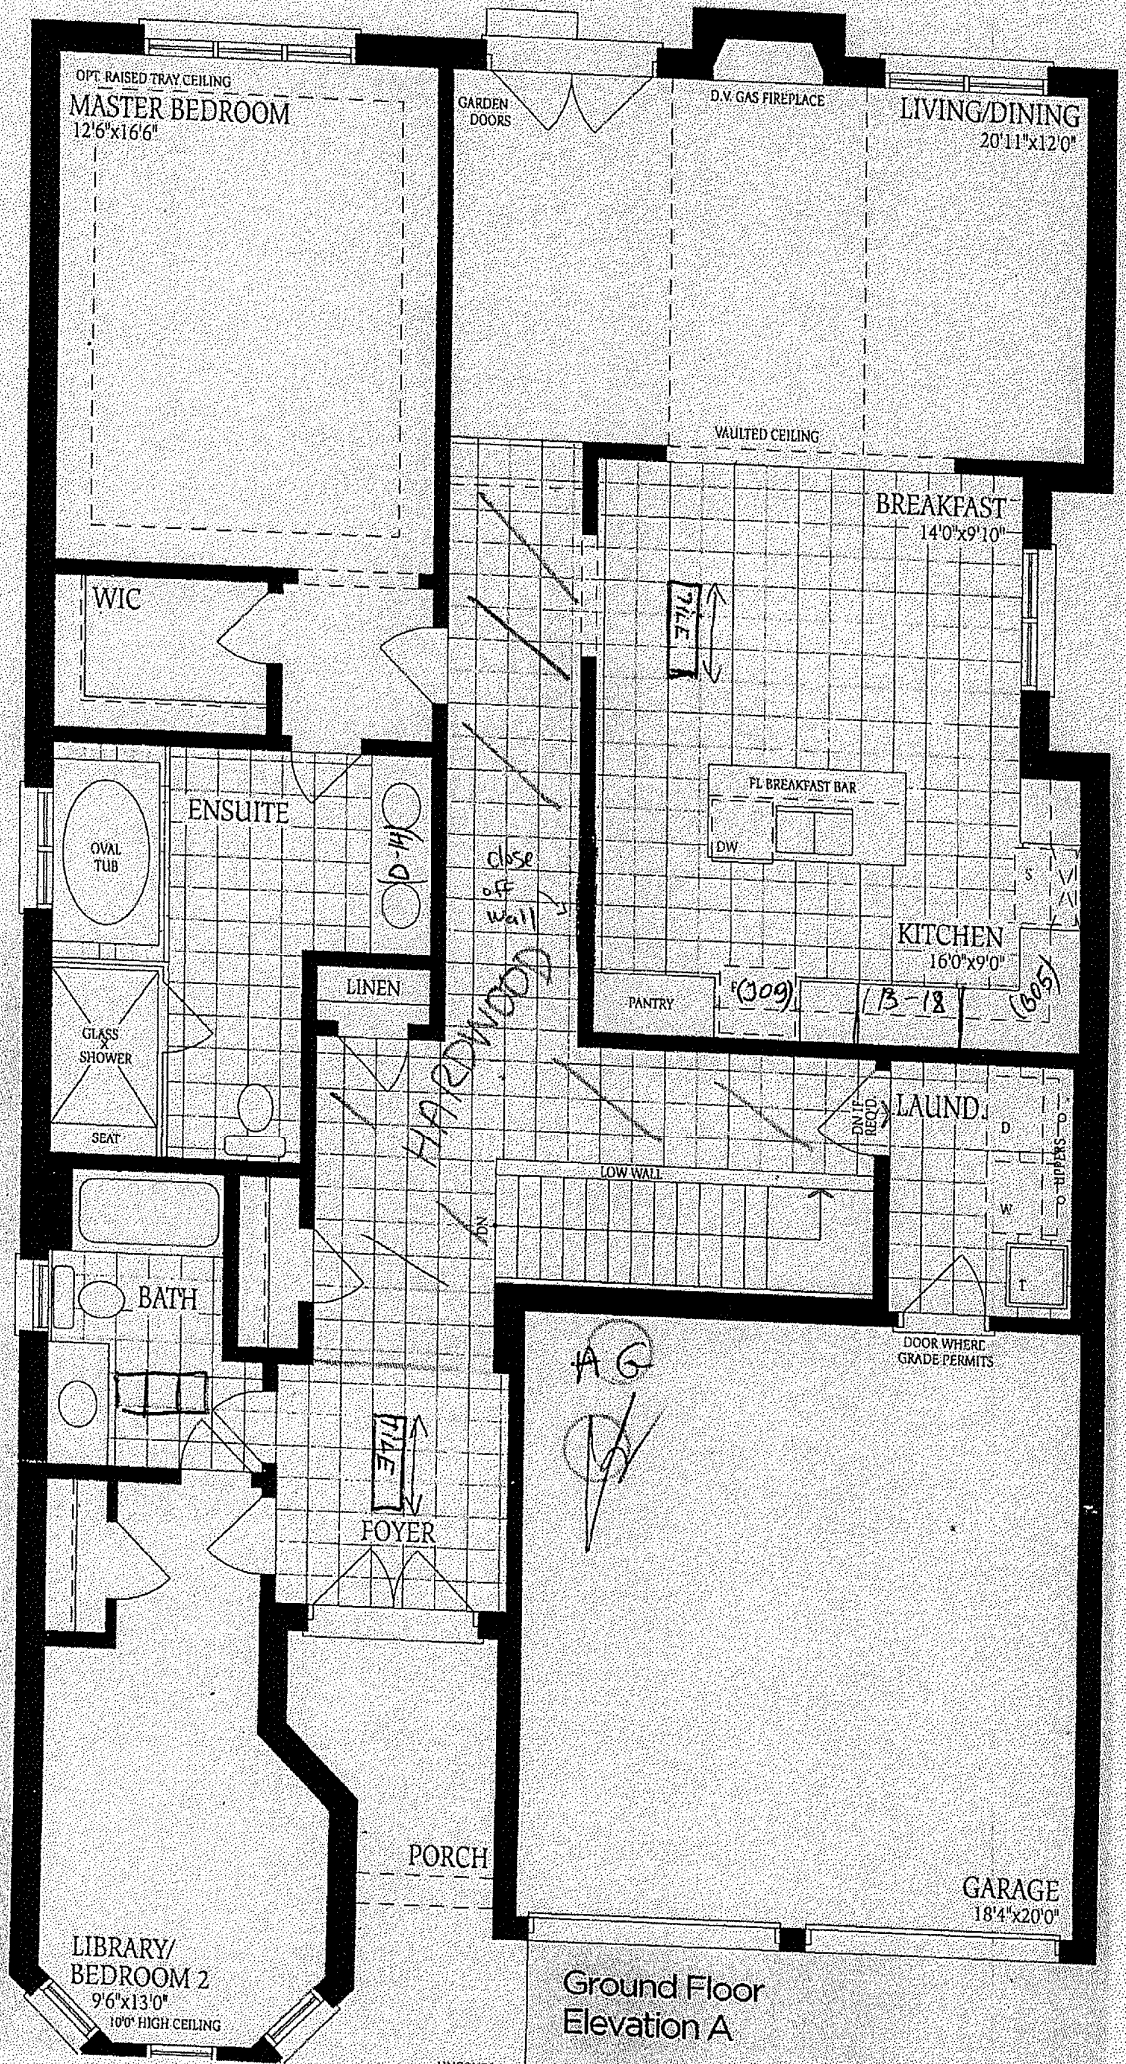 OPT. RAISED TRAY CEILING
MASTER BEDROOM
12'6"x16'6"
GARDEN
DOORS
D.V. GAS FIREPLACE
LIVING/DINING
20'11"x12'0"
VAULTED CEILING
BREAKFAST
14'0"x9'10"
TILE
WIC
ENSUITE
OVAL
TUB
FL BREAKFAST BAR
DW
S
close
off
wall
KITCHEN
16'0"x9'0"
LINEN
PANTRY
F
(J09)
B-18
(B05)
HARDWOOD
GLASS
SHOWER
SEAT
LAUND.
DN IF
REQ'D
D
UPPERS
W
T
LOW WALL
DN
BATH
DOOR WHERE
GRADE PERMITS
A G
TILE
FOYER
PORCH
GARAGE
18'4"x20'0"
LIBRARY/
BEDROOM 2
9'6"x13'0"
10'0" HIGH CEILING
Ground Floor
Elevation A